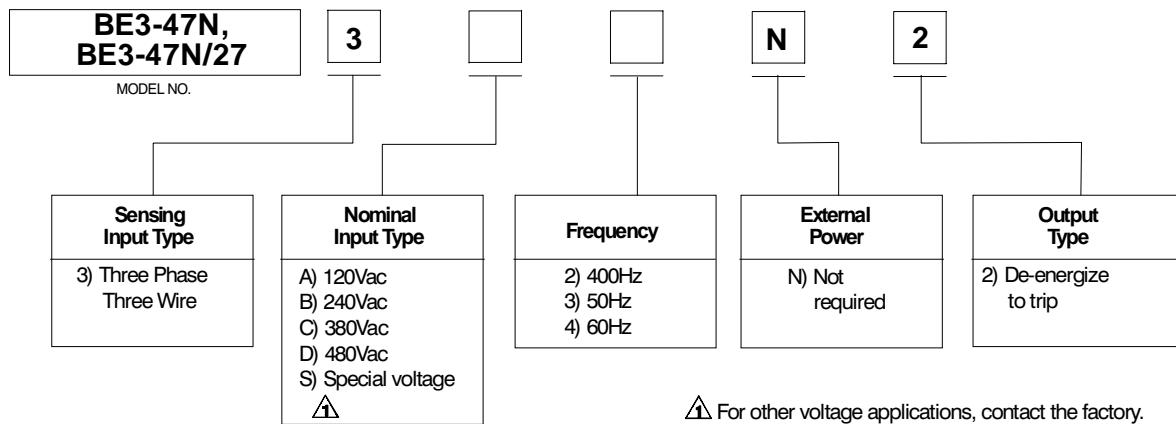 BE3-47N,
BE3-47N/27
3
N
2
MODEL NO.
Sensing
Input Type
3) Three Phase
Three Wire
Nominal
Input Type
A) 120Vac
B) 240Vac
C) 380Vac
D) 480Vac
S) Special voltage
1
Frequency
2) 400Hz
3) 50Hz
4) 60Hz
External
Power
N) Not
required
Output
Type
2) De-energize
to trip
1 For other voltage applications, contact the factory.